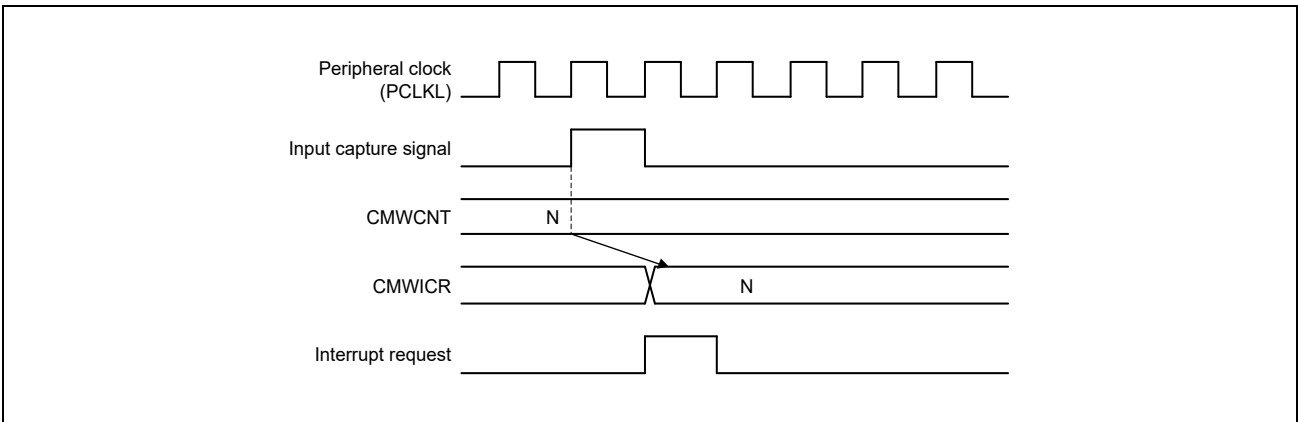 Peripheral clock
(PCLKL)
Input capture signal
CMWCNT
N
CMWICR
N
Interrupt request